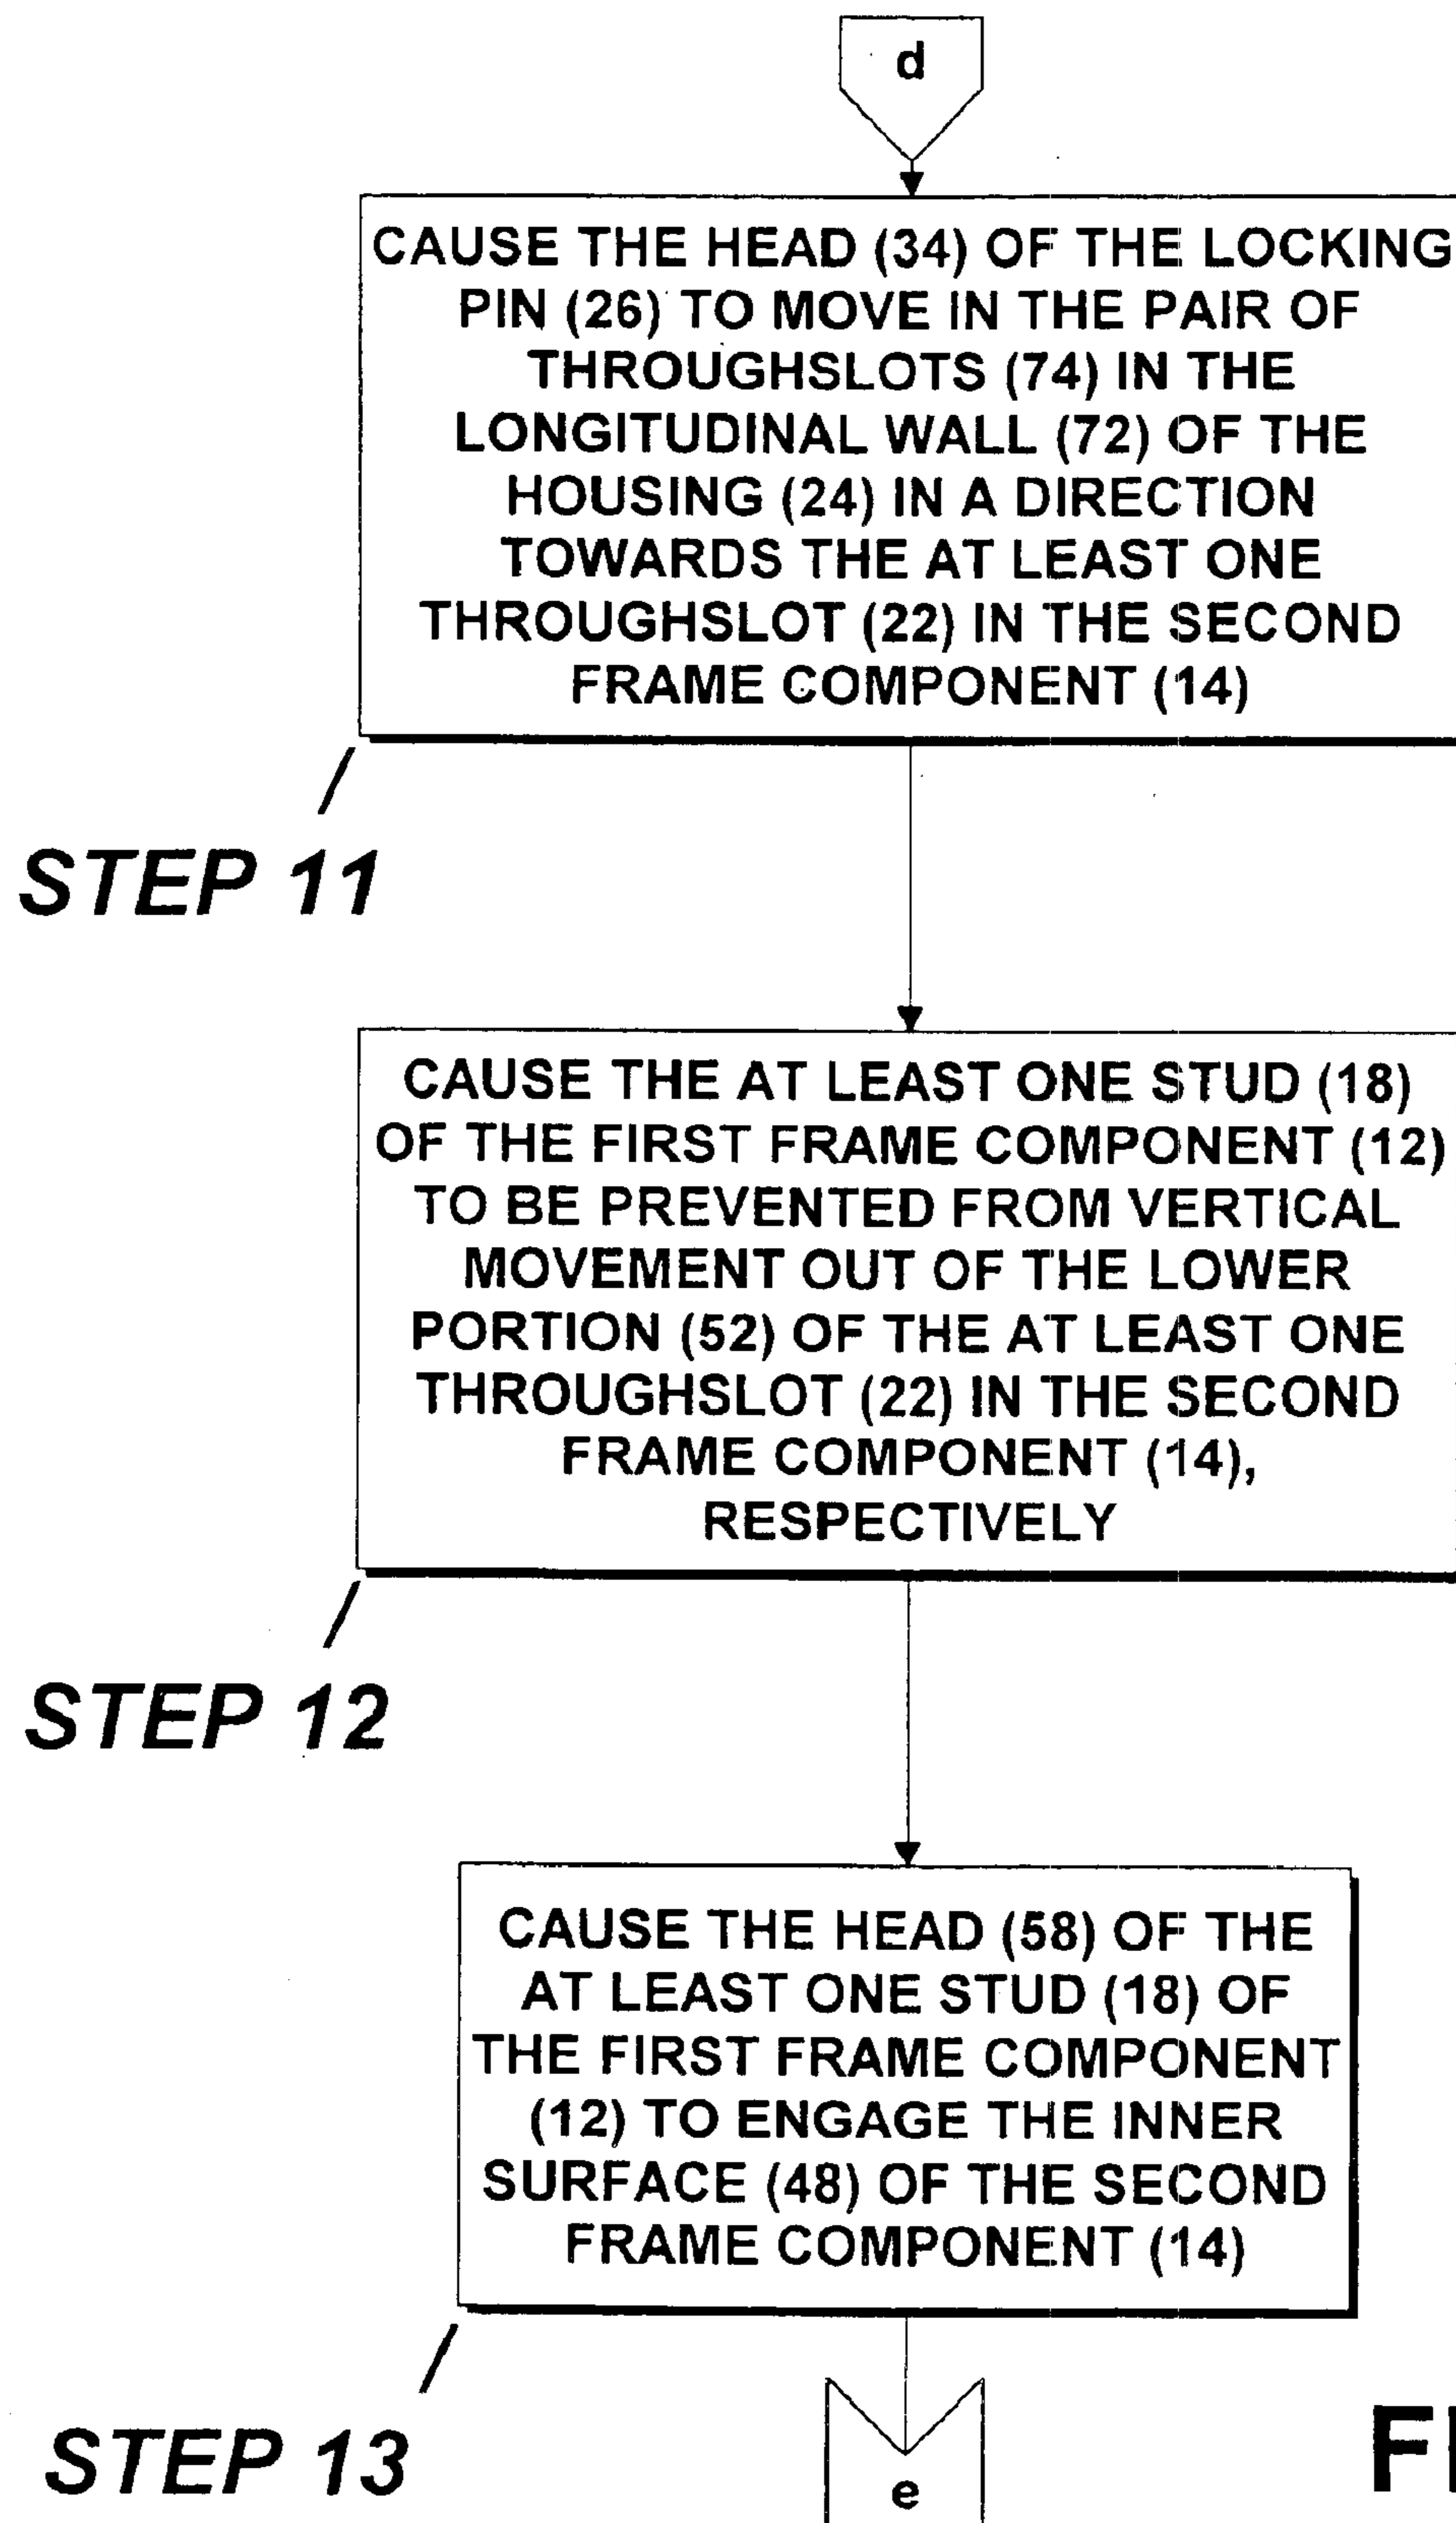 d
CAUSE THE HEAD (34) OF THE LOCKING
PIN (26) TO MOVE IN THE PAIR OF
THROUGHSLOTS (74) IN THE
LONGITUDINAL WALL (72) OF THE
HOUSING (24) IN A DIRECTION
TOWARDS THE AT LEAST ONE
THROUGHSLOT (22) IN THE SECOND
FRAME COMPONENT (14)
STEP 11
CAUSE THE AT LEAST ONE STUD (18)
OF THE FIRST FRAME COMPONENT (12)
TO BE PREVENTED FROM VERTICAL
MOVEMENT OUT OF THE LOWER
PORTION (52) OF THE AT LEAST ONE
THROUGHSLOT (22) IN THE SECOND
FRAME COMPONENT (14),
RESPECTIVELY
STEP 12
CAUSE THE HEAD (58) OF THE
AT LEAST ONE STUD (18) OF
THE FIRST FRAME COMPONENT
(12) TO ENGAGE THE INNER
SURFACE (48) OF THE SECOND
FRAME COMPONENT (14)
STEP 13
e